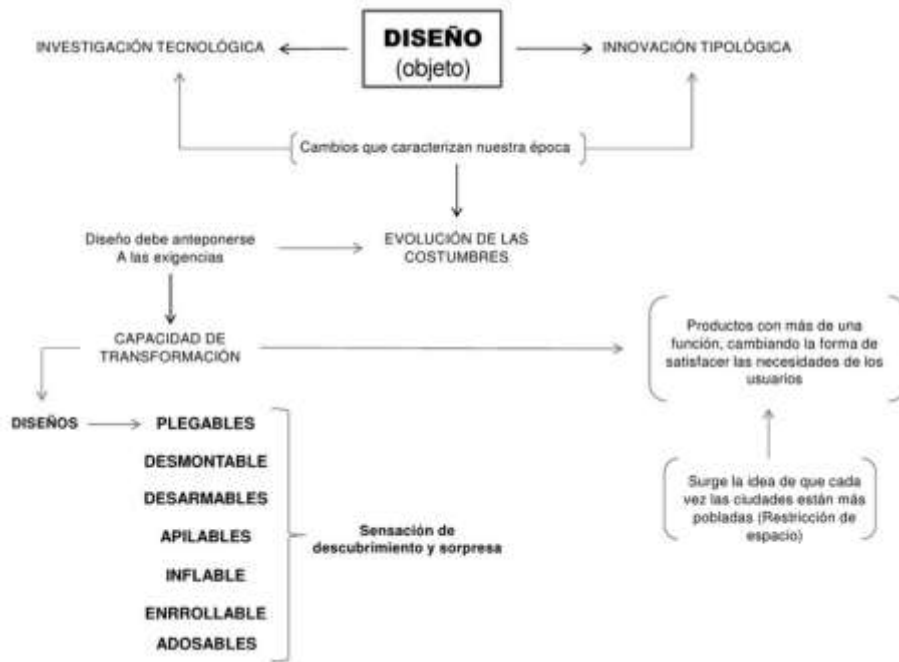 DISEÑO
(objeto)
INVESTIGACIÓN TECNOLÓGICA
INNOVACIÓN TIPOLÓGICA
Cambios que caracterizan nuestra época
Diseño debe anteponerse
A las exigencias
EVOLUCIÓN DE LAS
COSTUMBRES
CAPACIDAD DE
TRANSFORMACIÓN
Productos con más de una
función, cambiando la forma de
satisfacer las necesidades de los
usuarios
DISEÑOS
PLEGABLES
DESMONTABLE
DESARMABLES
APILABLES
INFLABLE
ENRROLLABLE
ADOSABLES
Sensación de
descubrimiento y sorpresa
Surge la idea de que cada
vez las ciudades están más
pobladas (Restricción de
espacio)